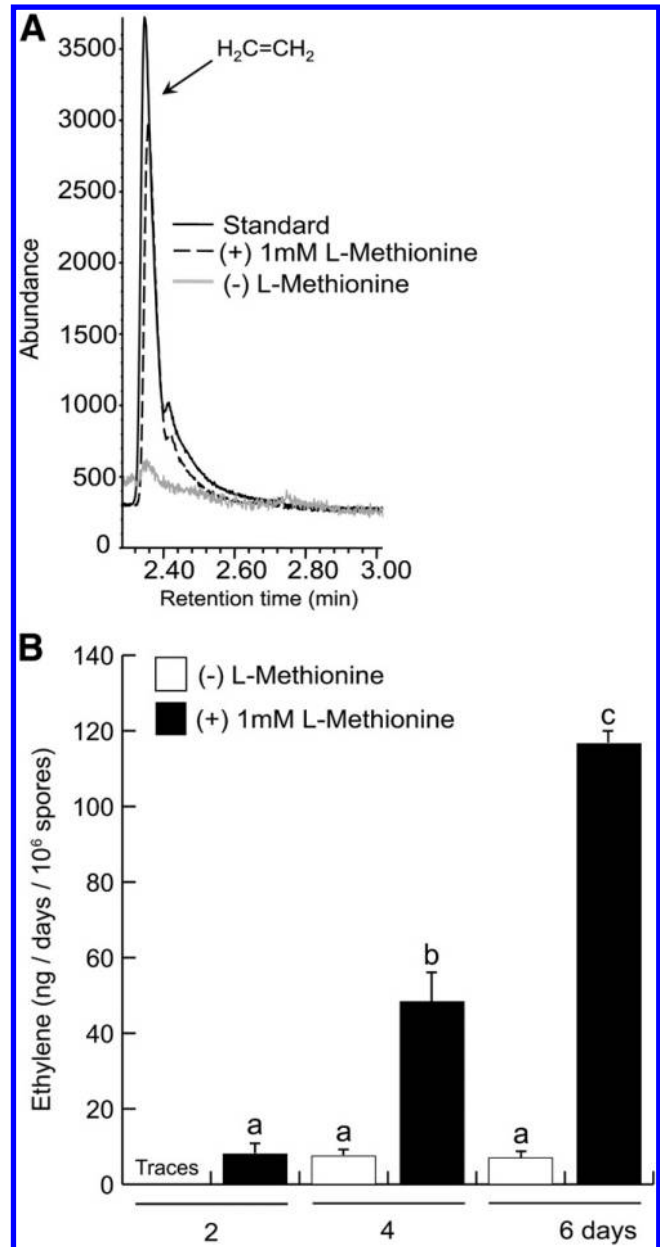 A
H₂C=CH₂
3500
3000
2500
2000
1500
1000
500
0
Abundance
Standard
(+) 1mM L-Methionine
(-) L-Methionine
2.40 2.60 2.80 3.00
Retention time (min)
B
140
120
100
80
60
40
20
0
Ethylene (ng / days / 10⁶ spores)
(-) L-Methionine
(+) 1mM L-Methionine
Traces
a
a
b
a
c
2 4 6 days